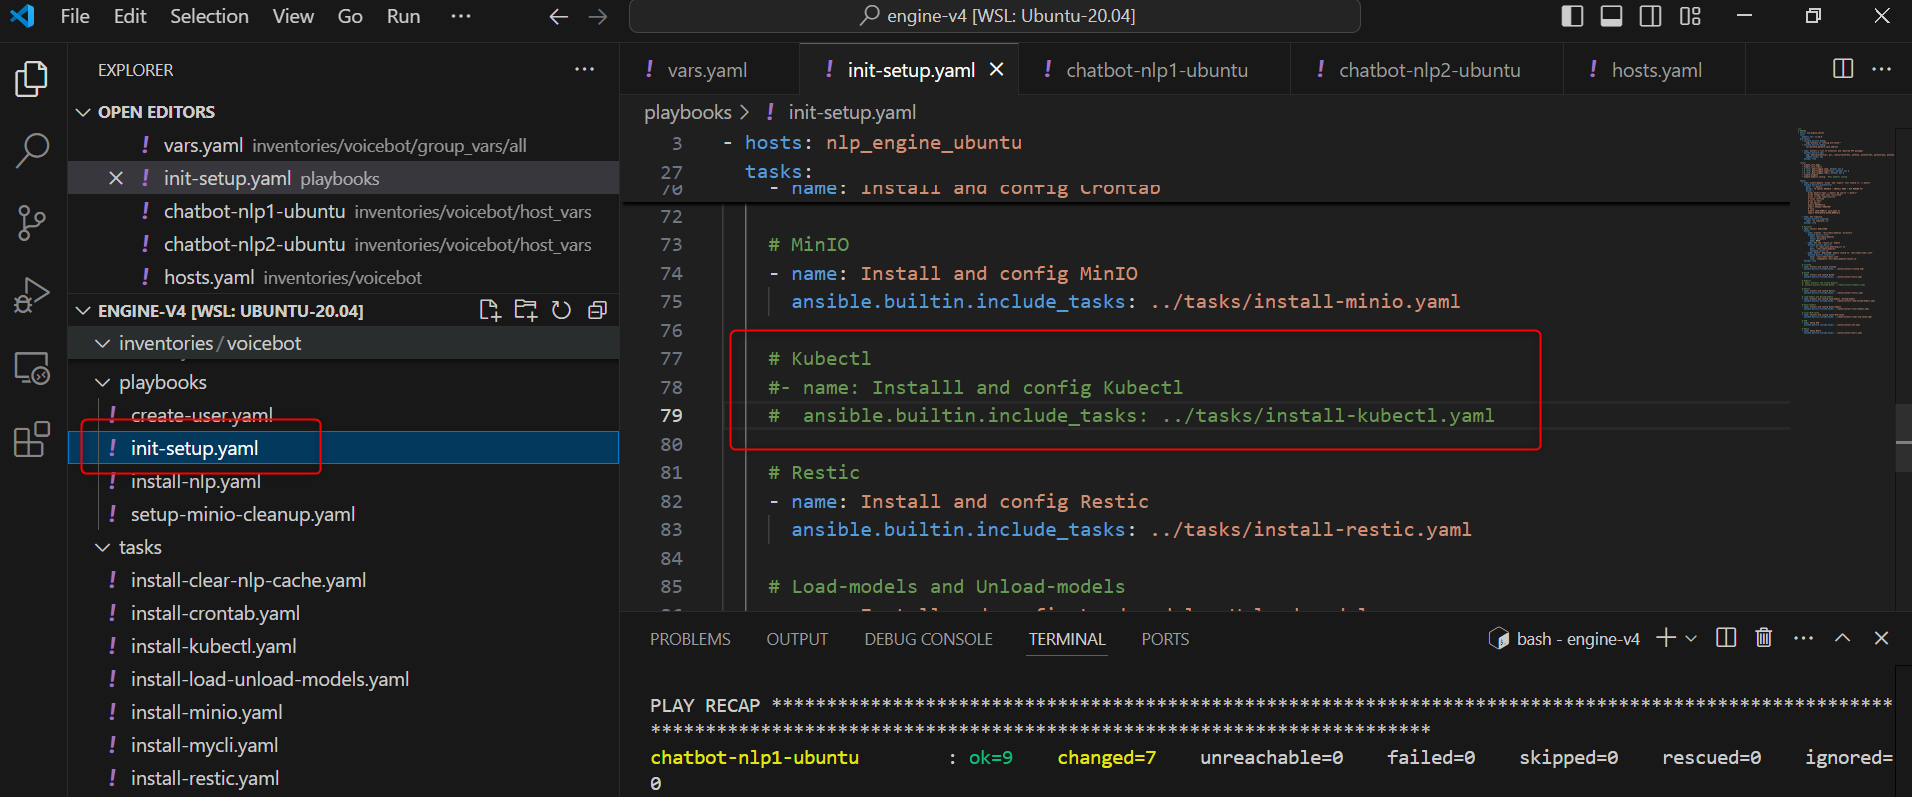 File Edit Selection View Go Run ···
engine-v4 [WSL: Ubuntu-20.04]
EXPLORER
OPEN EDITORS
! vars.yaml inventories/voicebot/group_vars/all
! init-setup.yaml playbooks
! chatbot-nlp1-ubuntu inventories/voicebot/host_vars
! chatbot-nlp2-ubuntu inventories/voicebot/host_vars
! hosts.yaml inventories/voicebot
ENGINE-V4 [WSL: UBUNTU-20.04]
inventories/voicebot
playbooks
! create-user.yaml
! init-setup.yaml
! install-nlp.yaml
! setup-minio-cleanup.yaml
tasks
! install-clear-nlp-cache.yaml
! install-crontab.yaml
! install-kubectl.yaml
! install-load-unload-models.yaml
! install-minio.yaml
! install-mycli.yaml
! install-restic.yaml
! vars.yaml ! init-setup.yaml ! chatbot-nlp1-ubuntu ! chatbot-nlp2-ubuntu ! hosts.yaml
playbooks > ! init-setup.yaml
3 - hosts: nlp_engine_ubuntu
27 tasks:
70 - name: Install and config Crontab
72
73 # MinIO
74 - name: Install and config MinIO
75 ansible.builtin.include_tasks: ../tasks/install-minio.yaml
76
77 # Kubectl
78 #- name: Installl and config Kubectl
79 # ansible.builtin.include_tasks: ../tasks/install-kubectl.yaml
80
81 # Restic
82 - name: Install and config Restic
83 ansible.builtin.include_tasks: ../tasks/install-restic.yaml
84
85 # Load-models and Unload-models
PROBLEMS OUTPUT DEBUG CONSOLE TERMINAL PORTS
bash - engine-v4
PLAY RECAP *****************************************************************************************************
**********************************************************************
chatbot-nlp1-ubuntu : ok=9 changed=7 unreachable=0 failed=0 skipped=0 rescued=0 ignored=
0